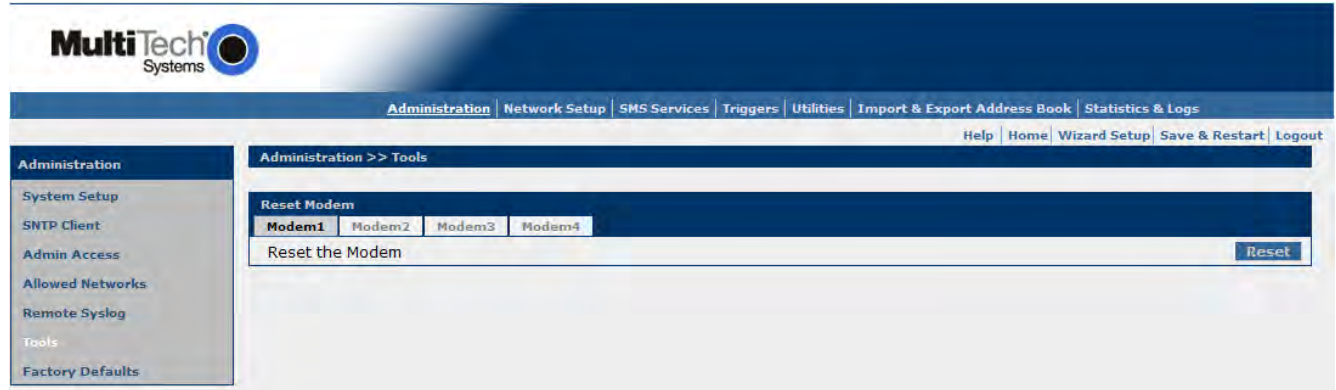 MultiTech
Systems
Administration | Network Setup | SMS Services | Triggers | Utilities | Import & Export Address Book | Statistics & Logs
Help | Home | Wizard Setup | Save & Restart | Logout
Administration
System Setup
SNTP Client
Admin Access
Allowed Networks
Remote Syslog
Tools
Factory Defaults
Administration >> Tools
Reset Modem
Modem1 Modem2 Modem3 Modem4
Reset the Modem Reset